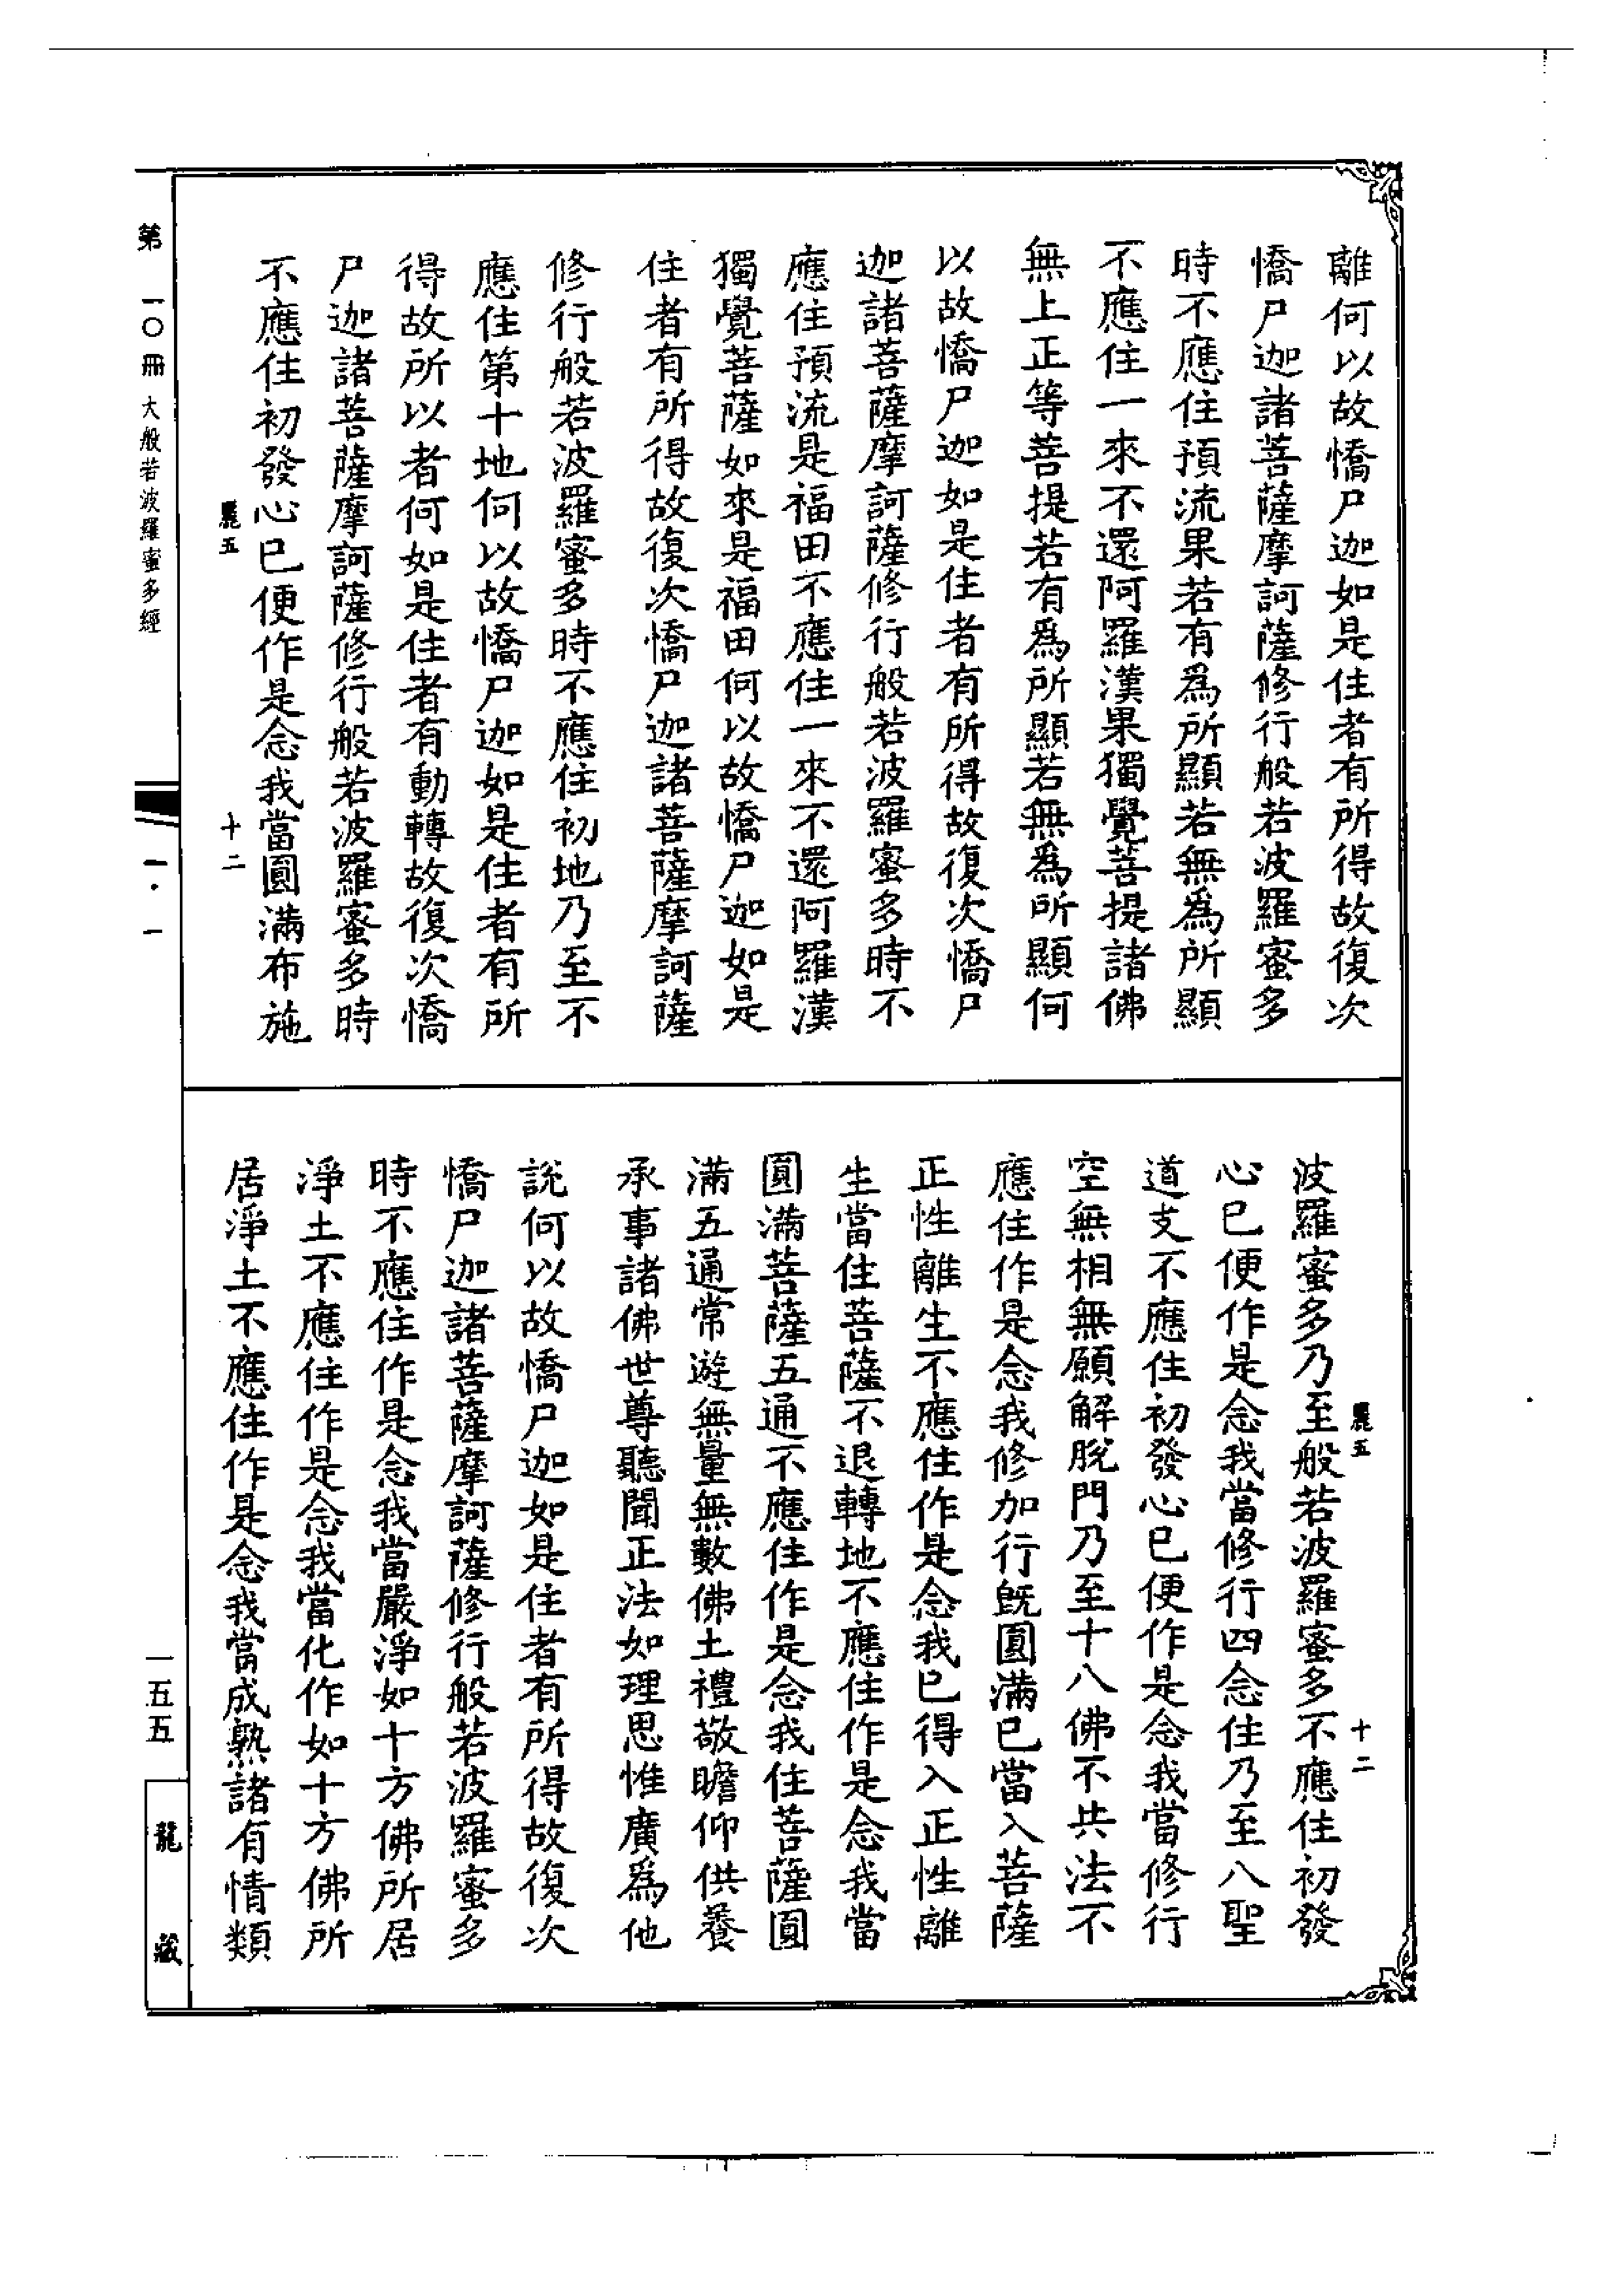 離何以故憍尸迦如是住者有所得故復次
憍尸迦諸菩薩摩訶薩修行般若波羅蜜多
時不應住預流果若有爲所顯若無爲所顯
不應住一來不還阿羅漢果獨覺菩提諸佛
無上正等菩提若有爲所顯若無爲所顯何
以故憍尸迦如是住者有所得故復次憍尸
迦諸菩薩摩訶薩修行般若波羅蜜多時不
應住預流是福田不應住一來不還阿羅漢
獨覺菩薩如來是福田何以故憍尸迦如是
住者有所得故復次憍尸迦諸菩薩摩訶薩
修行般若波羅蜜多時不應住初地乃至不
應住第十地何以故憍尸迦如是住者有所
得故所以者何如是住者有動轉故復次憍
尸迦諸菩薩摩訶薩修行般若波羅蜜多時
不應住初發心已便作是念我當圓滿布施
麗五 十二
麗五 十二
波羅蜜多乃至般若波羅蜜多不應住初發
心已便作是念我當修行四念住乃至八聖
道支不應住初發心已便作是念我當修行
空無相無願解脫門乃至十八佛不共法不
應住作是念我修加行既圓滿已當入菩薩
正性離生不應住作是念我已得入正性離
生當住菩薩不退轉地不應住作是念我當
圓滿菩薩五通不應住作是念我住菩薩圓
滿五通常遊無量無數佛土禮敬瞻仰供養
承事諸佛世尊聽聞正法如理思惟廣爲他
說何以故憍尸迦如是住者有所得故復次
憍尸迦諸菩薩摩訶薩修行般若波羅蜜多
時不應住作是念我當嚴淨如十方佛所居
淨土不應住作是念我當化作如十方佛所
居淨土不應住作是念我當成熟諸有情類
第一〇冊 大般若波羅蜜多經 一·一 一五五 龍藏